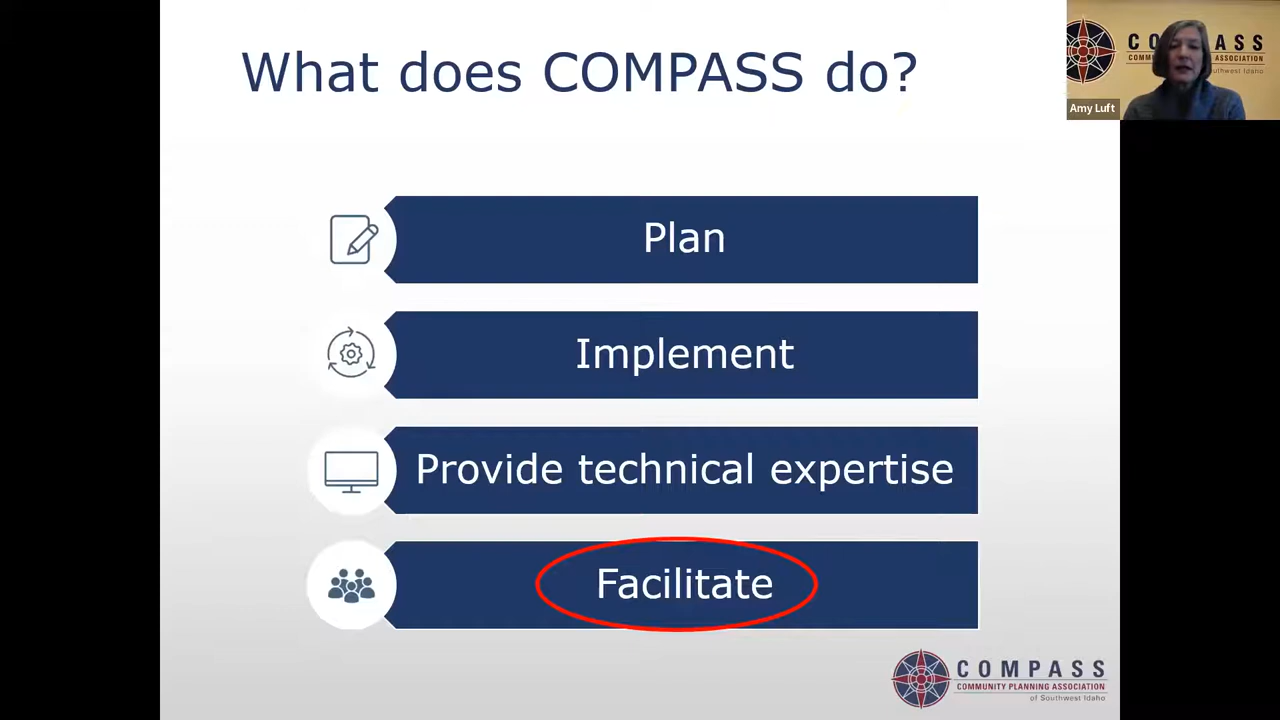 What does COMPASS do?
Plan
Implement
Provide technical expertise
Facilitate
COMPASS
COMMUNITY PLANNING ASSOCIATION
of Southwest Idaho
Amy Luft